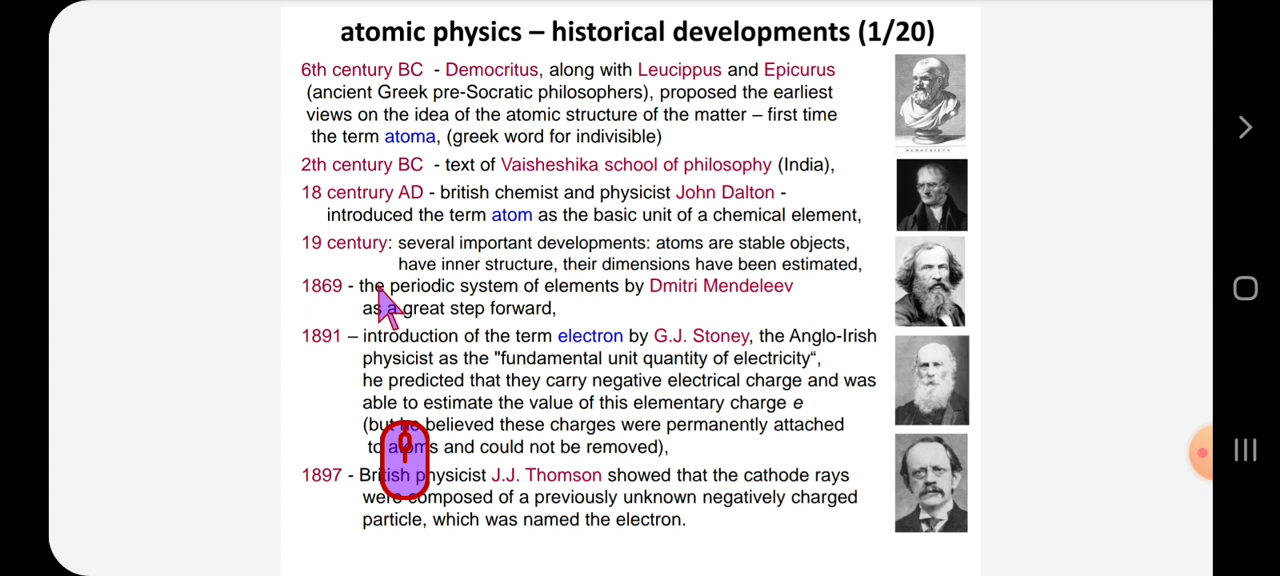 atomic physics – historical developments (1/20)
6th century BC - Democritus, along with Leucippus and Epicurus
(ancient Greek pre-Socratic philosophers), proposed the earliest
views on the idea of the atomic structure of the matter – first time
the term atoma, (greek word for indivisible)
2th century BC - text of Vaisheshika school of philosophy (India),
18 centrury AD - british chemist and physicist John Dalton -
introduced the term atom as the basic unit of a chemical element,
19 century: several important developments: atoms are stable objects,
have inner structure, their dimensions have been estimated,
1869 - the periodic system of elements by Dmitri Mendeleev
as a great step forward,
1891 – introduction of the term electron by G.J. Stoney, the Anglo-Irish
physicist as the "fundamental unit quantity of electricity“,
he predicted that they carry negative electrical charge and was
able to estimate the value of this elementary charge e
(but he believed these charges were permanently attached
to atoms and could not be removed),
1897 - British physicist J.J. Thomson showed that the cathode rays
were composed of a previously unknown negatively charged
particle, which was named the electron.